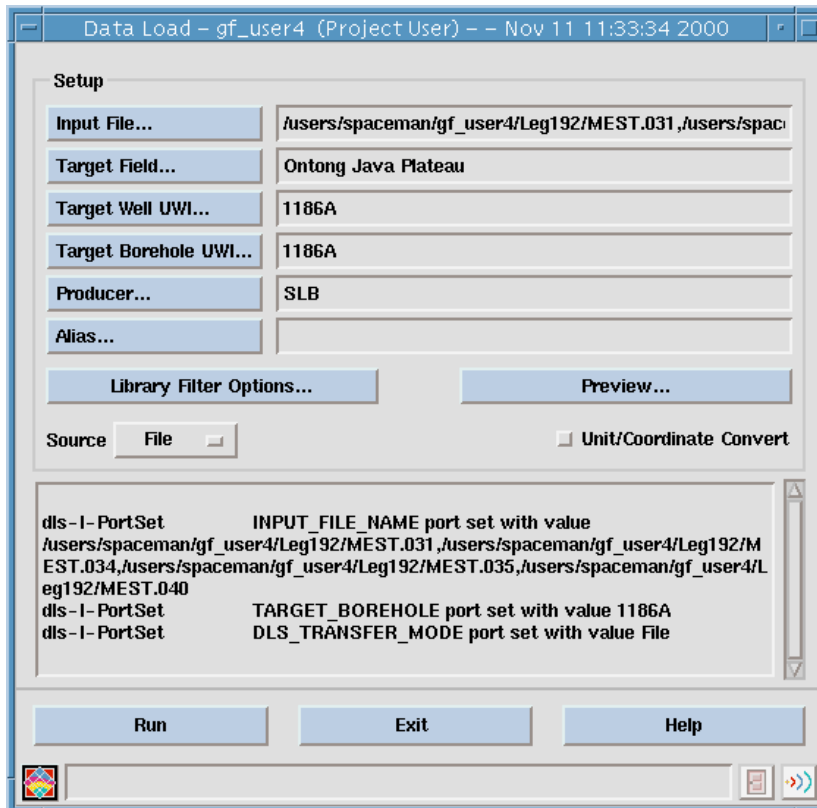 Data Load - gf_user4 (Project User) - - Nov 11 11:33:34 2000
Setup
Input File... /users/spaceman/gf_user4/Leg192/MEST.031,/users/spac
Target Field... Ontong Java Plateau
Target Well UWI... 1186A
Target Borehole UWI... 1186A
Producer... SLB
Alias...
Library Filter Options... Preview...
Source File Unit/Coordinate Convert
dls-I-PortSet INPUT_FILE_NAME port set with value
/users/spaceman/gf_user4/Leg192/MEST.031,/users/spaceman/gf_user4/Leg192/M
EST.034,/users/spaceman/gf_user4/Leg192/MEST.035,/users/spaceman/gf_user4/L
eg192/MEST.040
dls-I-PortSet TARGET_BOREHOLE port set with value 1186A
dls-I-PortSet DLS_TRANSFER_MODE port set with value File
Run Exit Help